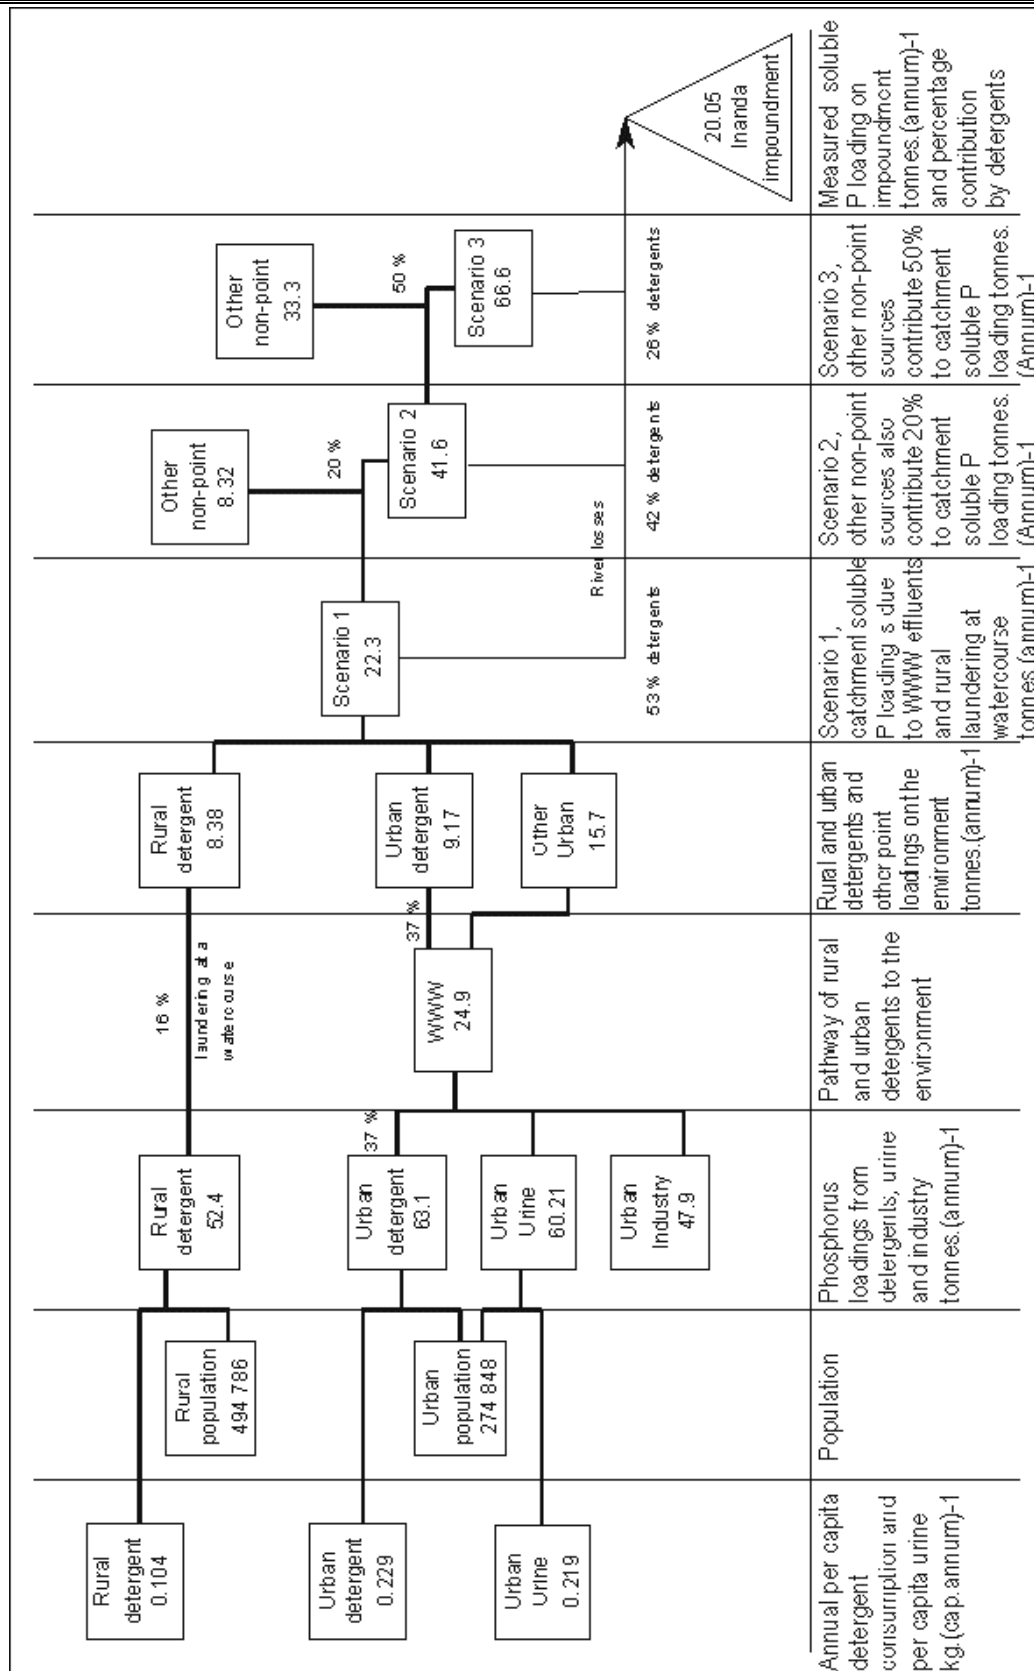 Rural
detergent
0.104
Urban
detergent
0.229
Urban
Urine
0.219
Annual per capita
detergent
consumption and
per capita urine
kg.(cap.annum)-1
Rural
population
494 786
Urban
population
274 848
Population
Rural
detergent
52.4
Urban
detergent
63.1
37 %
Urban
Urine
60.21
Urban
Industry
47.9
Phosphorus
loadings from
detergents, urine
and industry
tonnes.(annum)-1
16 %
laundering at a
watercourse
WWW
24.9
37 %
Pathway of rural
and urban
detergents to the
environment
Rural
detergent
8.38
Urban
detergent
9.17
Other
Urban
15.7
Rural and urban
detergents and
other point
loadings on the
environment
tonnes.(annum)-1
Scenario 1
22.3
River losses
53 % detergents
Scenario 1,
catchment soluble
P loading s due
to WWW effluents
and rural
laundering at
watercourse
tonnes.(annum)-1
Other
non-point
8.32
20 %
Scenario 2
41.6
42 % detergents
Scenario 2,
other non-point
sources also
contribute 20%
to catchment
soluble P
loading tonnes.
(Annum)-1
Other
non-point
33.3
50 %
Scenario 3
66.6
26 % detergents
Scenario 3,
other non-point
sources
contribute 50%
to catchment
soluble P
loading tonnes.
(Annum)-1
20.05
Inanda
impoundment
Measured soluble
P loading on
impoundment
tonnes.(annum)-1
and percentage
contribution
by detergents